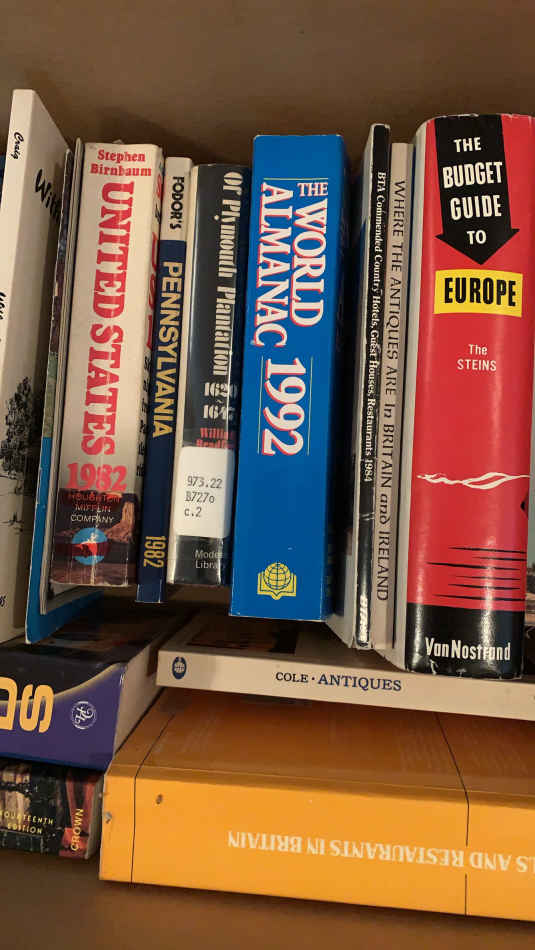 Craig
Stephen
Birnbaum
UNITED STATES
1982
HOUGHTON
MIFFLIN
COMPANY
FODOR'S
PENNSYLVANIA
1982
Of Plymouth Plantation
1620
1647
973.22
B727o
c.2
Modern
Library
THE
WORLD
ALMANAC 1992
BTA Commended Country Hotels, Guest Houses, Restaurants 1984
WHERE THE ANTIQUES ARE in BRITAIN and IRELAND
THE
BUDGET
GUIDE
TO
EUROPE
The
STEINS
VanNostrand
COLE · ANTIQUES
LS AND RESTAURANTS IN BRITAIN
EDITION
CROWN